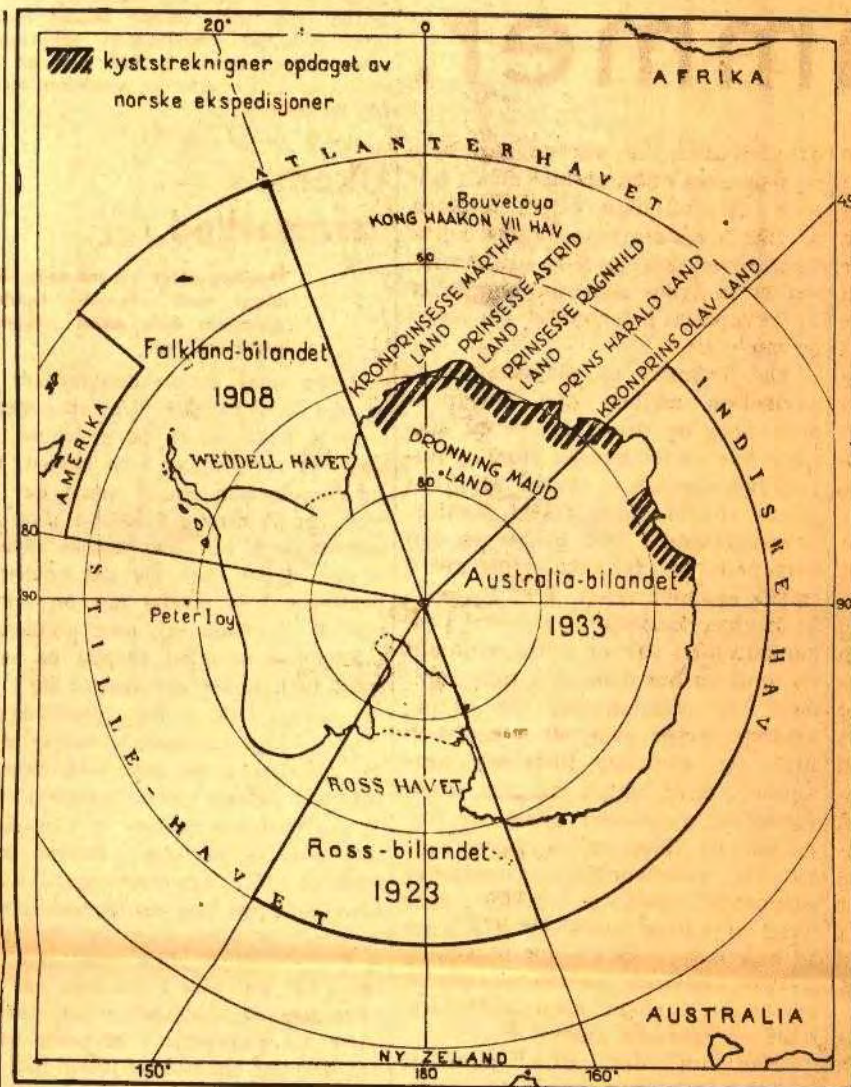 20°
0
AFRIKA
kyststreknigner opdaget av
norske ekspedisjoner
ATLANTERHAVET
45
Bouvetøya
KONG HAAKON VII HAV
60
KRONPRINSESSE MÄRTHA
LAND
PRINSESSE ASTRID
LAND
PRINSESSE RAGNHILD
LAND
PRINS HARALD LAND
KRONPRINS OLAV LAND
Falkland-bilandet
1908
AMERIKA
WEDDELL HAVET
DRONNING MAUD
LAND
80
INDISKE HAV
80
90
Australia-bilandet
1933
90
Peter I øy
STILLE-HAVET
ROSS HAVET
Ross-bilandet
1923
AUSTRALIA
NY ZELAND
150°
180
160°